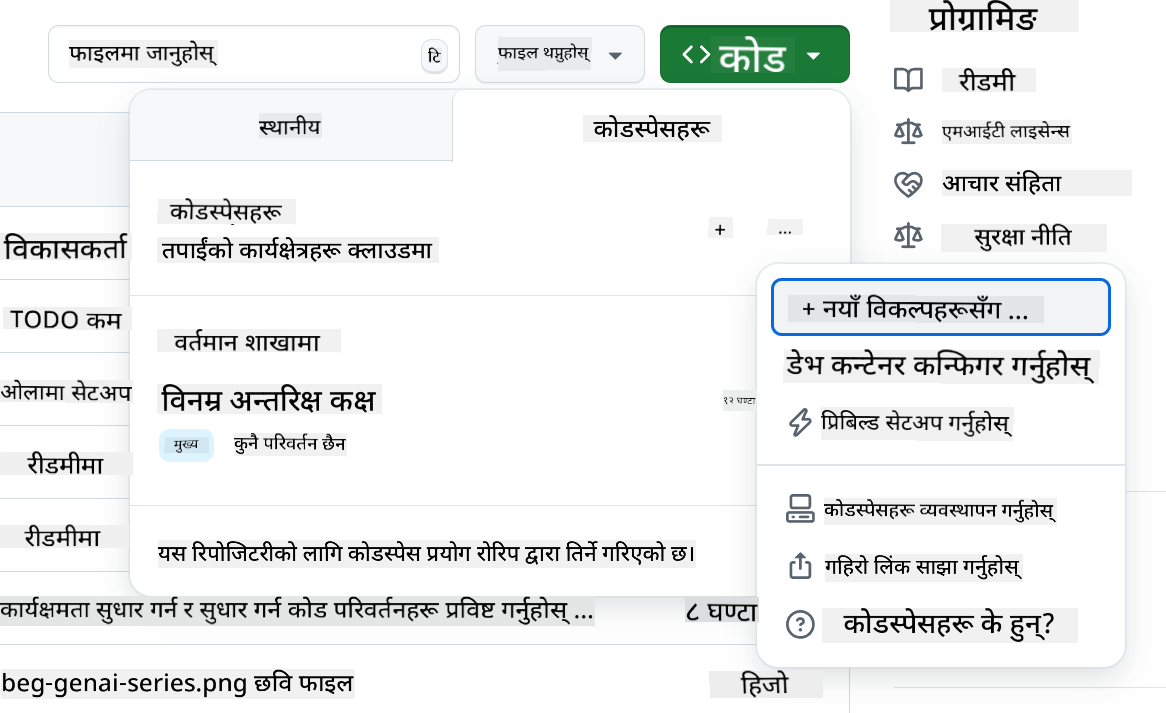 फाइलमा जानुहोस्
टि
फाइल थप्नुहोस्
<> कोड
प्रोग्रामिङ
रीडमी
एमआईटी लाइसेन्स
आचार संहिता
सुरक्षा नीति
स्थानीय
कोडस्पेसहरू
कोडस्पेसहरू
तपाईंको कार्यक्षेत्रहरू क्लाउडमा
+
...
विकासकर्ता
TODO कम
ओलामा सेटअप
रीडमीमा
रीडमीमा
वर्तमान शाखामा
विनम्र अन्तरिक्ष कक्ष
१२ घण्टा
मुख्य
कुनै परिवर्तन छैन
यस रिपोजिटरीको लागि कोडस्पेस प्रयोग रोरिप द्वारा तिर्ने गरिएको छ।
+ नयाँ विकल्पहरूसँग ...
डेभ कन्टेनर कन्फिगर गर्नुहोस्
प्रिबिल्ड सेटअप गर्नुहोस्
कोडस्पेसहरू व्यवस्थापन गर्नुहोस्
गहिरो लिंक साझा गर्नुहोस्
कोडस्पेसहरू के हुन्?
कार्यक्षमता सुधार गर्न र सुधार गर्न कोड परिवर्तनहरू प्रविष्ट गर्नुहोस् ...
८ घण्टा
beg-genai-series.png छवि फाइल
हिजो